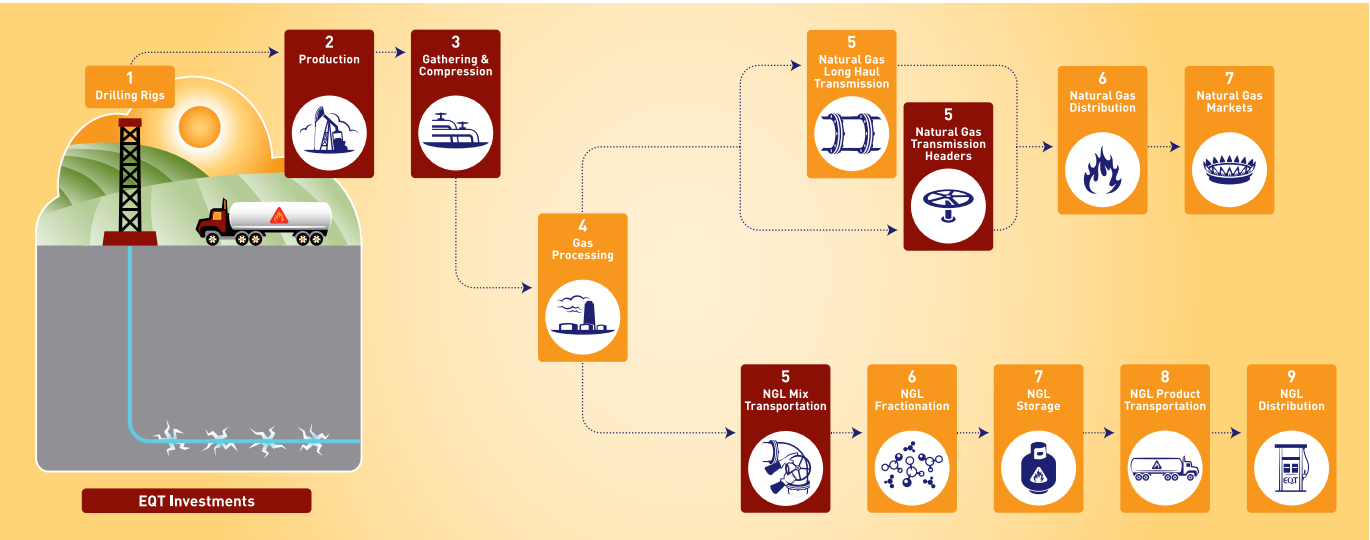 1
Drilling Rigs
2
Production
3
Gathering &
Compression
4
Gas
Processing
5
Natural Gas
Long Haul
Transmission
5
Natural Gas
Transmission
Headers
6
Natural Gas
Distribution
7
Natural Gas
Markets
5
NGL Mix
Transportation
6
NGL
Fractionation
7
NGL
Storage
8
NGL Product
Transportation
9
NGL
Distribution
EQT
EQT Investments